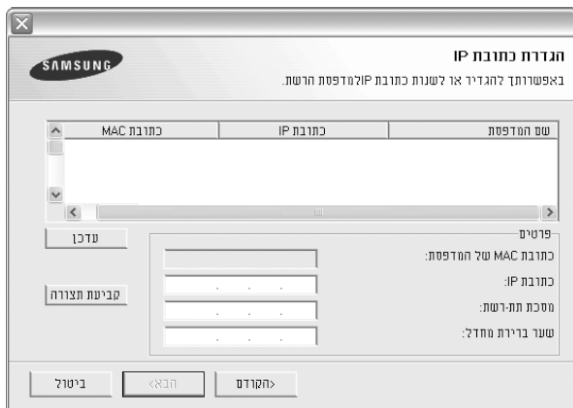 הגדרת כתובת IP
SAMSUNG
באפשרותך להגדיר או לשנות כתובת IPלמדפסת הרשת.
שם המדפסת כתובת IP כתובת MAC
פרטים
עדכן
כתובת MAC של המדפסת:
כתובת IP:
קביעת תצורה
מסכת תת-רשת:
שער ברירת מחדל:
<הקודם הבא> ביטול